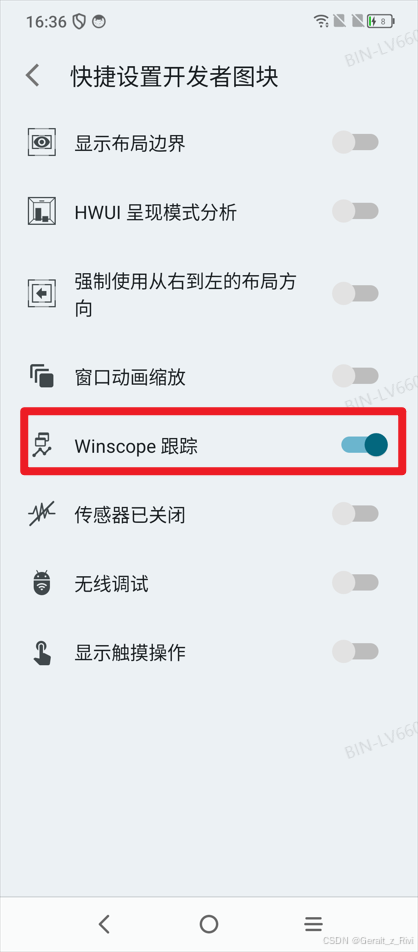 16:36
8
BIN-LV660
快捷设置开发者图块
显示布局边界
HWUI 呈现模式分析
强制使用从右到左的布局方
向
窗口动画缩放
BIN-LV660
Winscope 跟踪
传感器已关闭
无线调试
显示触摸操作
BIN-LV660
CSDN @Geralt_z_Rivi